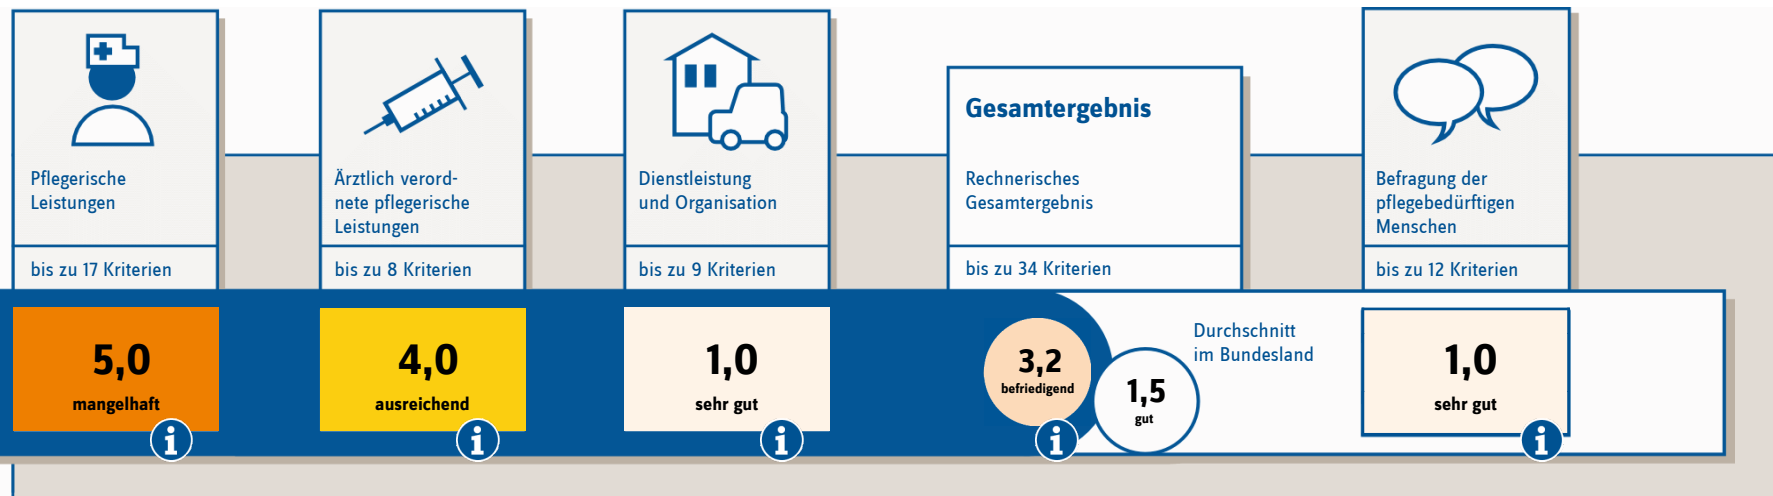 Pflegerische
Leistungen
bis zu 17 Kriterien
5,0
mangelhaft
i
Ärztlich verord-
nete pflegerische
Leistungen
bis zu 8 Kriterien
4,0
ausreichend
i
Dienstleistung
und Organisation
bis zu 9 Kriterien
1,0
sehr gut
i
Gesamtergebnis
Rechnerisches
Gesamtergebnis
bis zu 34 Kriterien
3,2
befriedigend
i
1,5
gut
Durchschnitt
im Bundesland
Befragung der
pflegebedürftigen
Menschen
bis zu 12 Kriterien
1,0
sehr gut
i